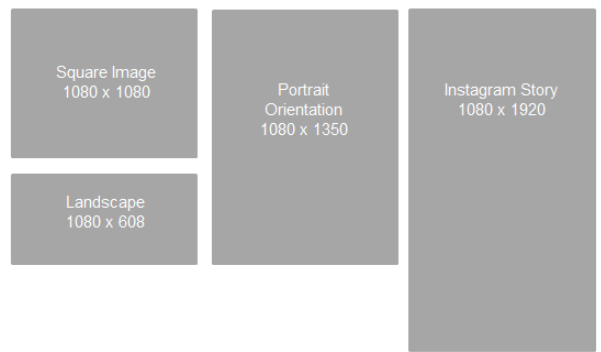 Square Image
1080 x 1080
Landscape
1080 x 608
Portrait
Orientation
1080 x 1350
Instagram Story
1080 x 1920